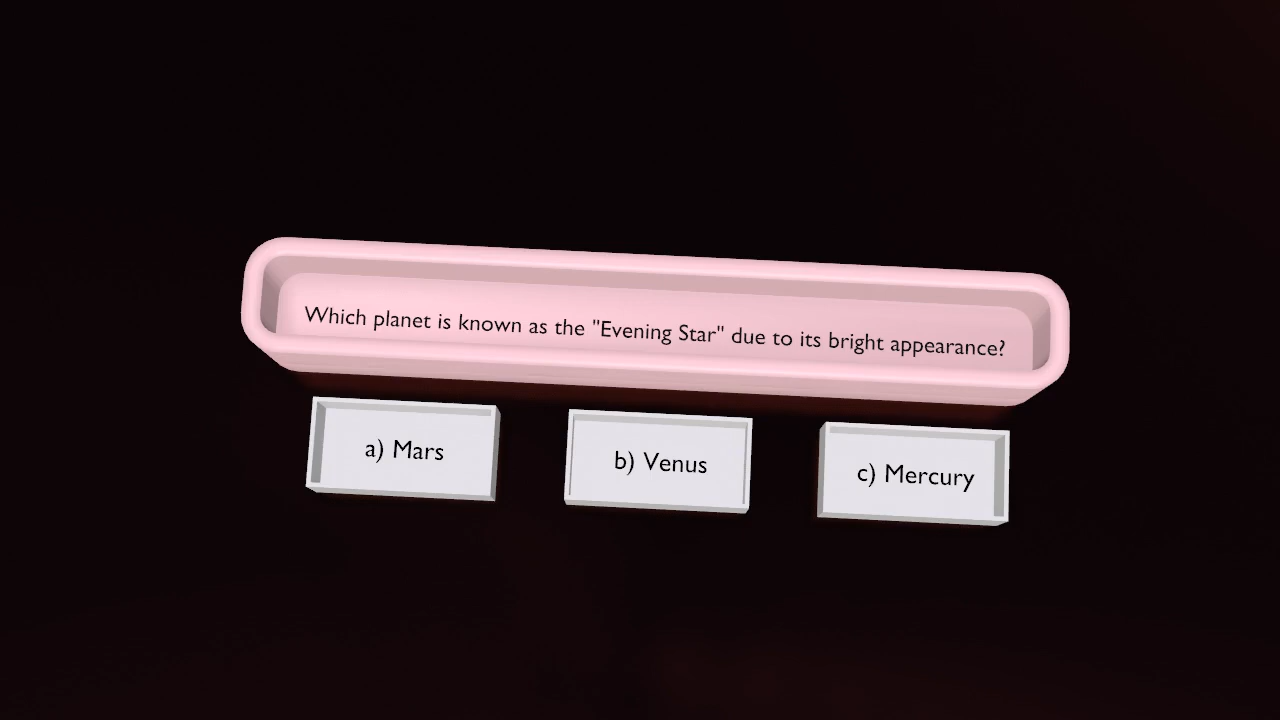 Which planet is known as the "Evening Star" due to its bright appearance?
a) Mars
b) Venus
c) Mercury